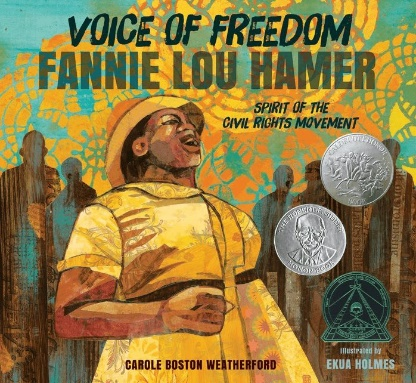 VOICE OF FREEDOM
FANNIE LOU HAMER
SPIRIT OF THE
CIVIL RIGHTS MOVEMENT
illustrated by
EKUA HOLMES
CAROLE BOSTON WEATHERFORD